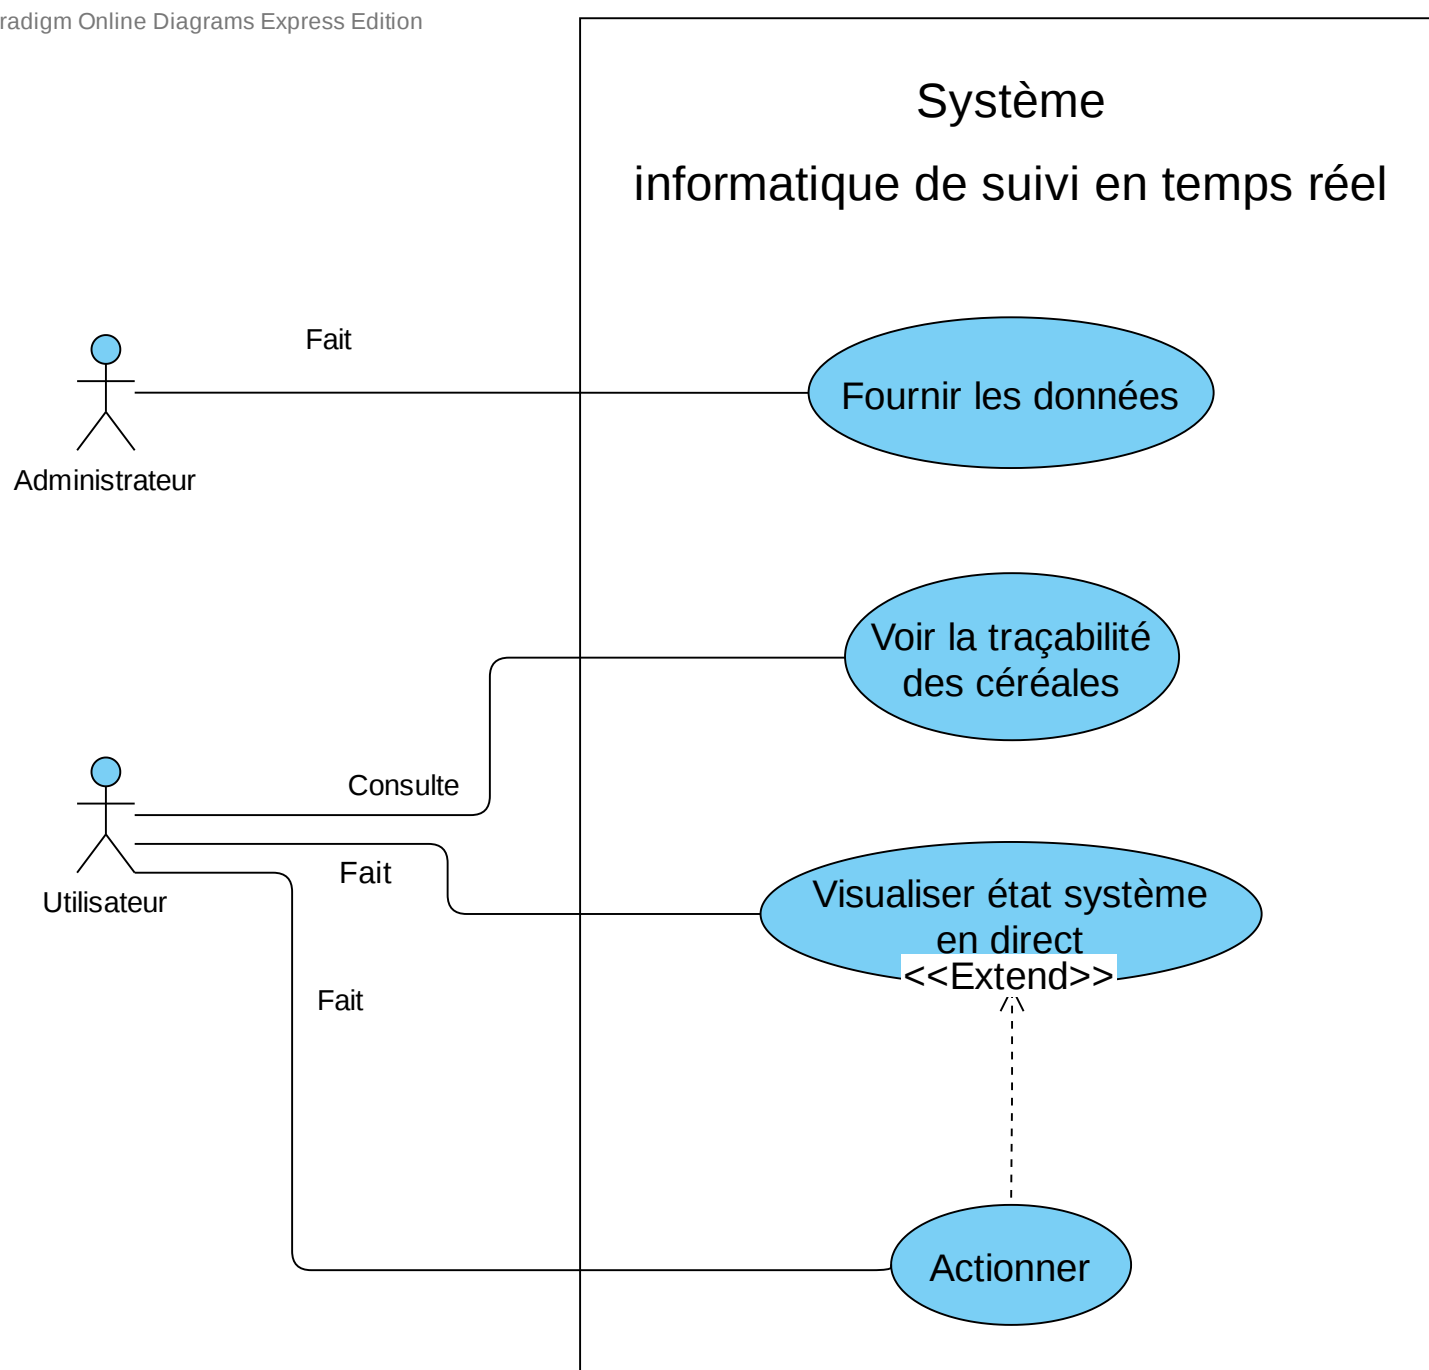 radigm Online Diagrams Express Edition
Système
informatique de suivi en temps réel
Fait
Fournir les données
Administrateur
Voir la traçabilité
des céréales
Consulte
Fait
Utilisateur
Visualiser état système
en direct
<<Extend>>
Fait
Actionner